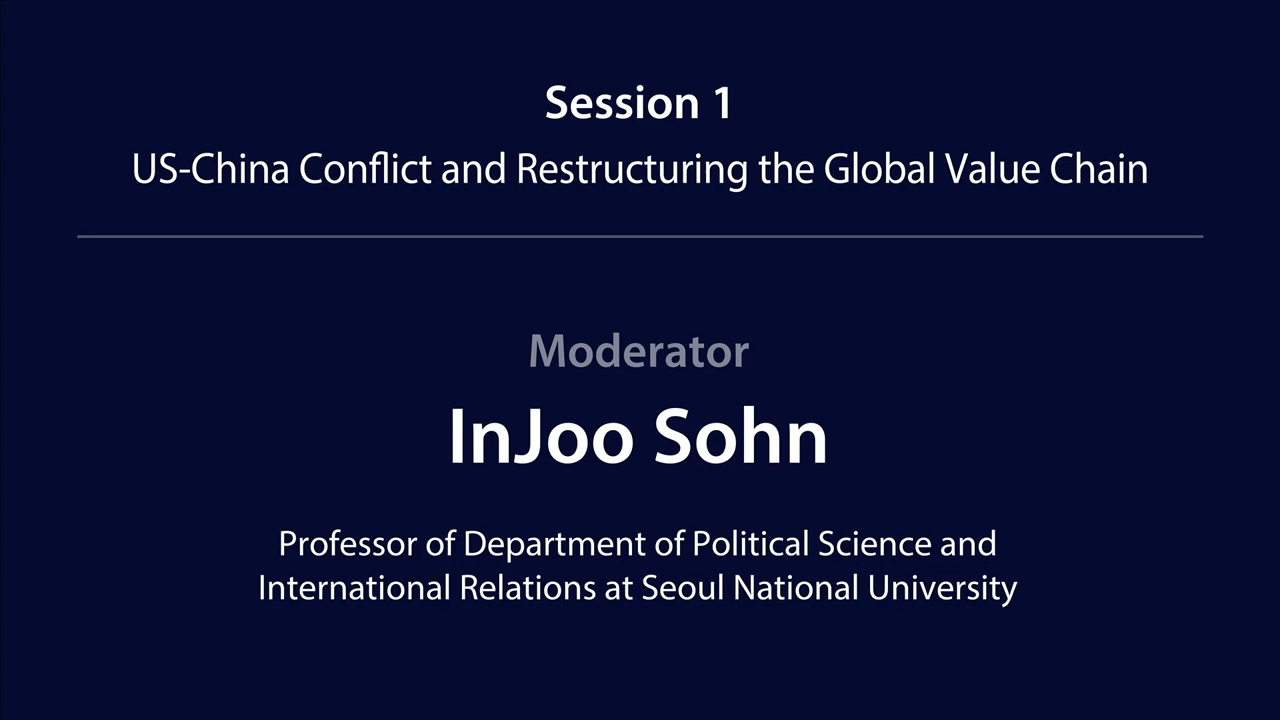 Session 1
US-China Conflict and Restructuring the Global Value Chain
Moderator
InJoo Sohn
Professor of Department of Political Science and
International Relations at Seoul National University